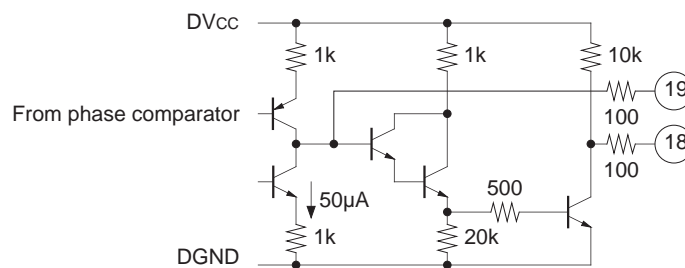 DVCC
1k
1k
10k
19
From phase comparator
100
18
100
50µA
500
1k
20k
DGND